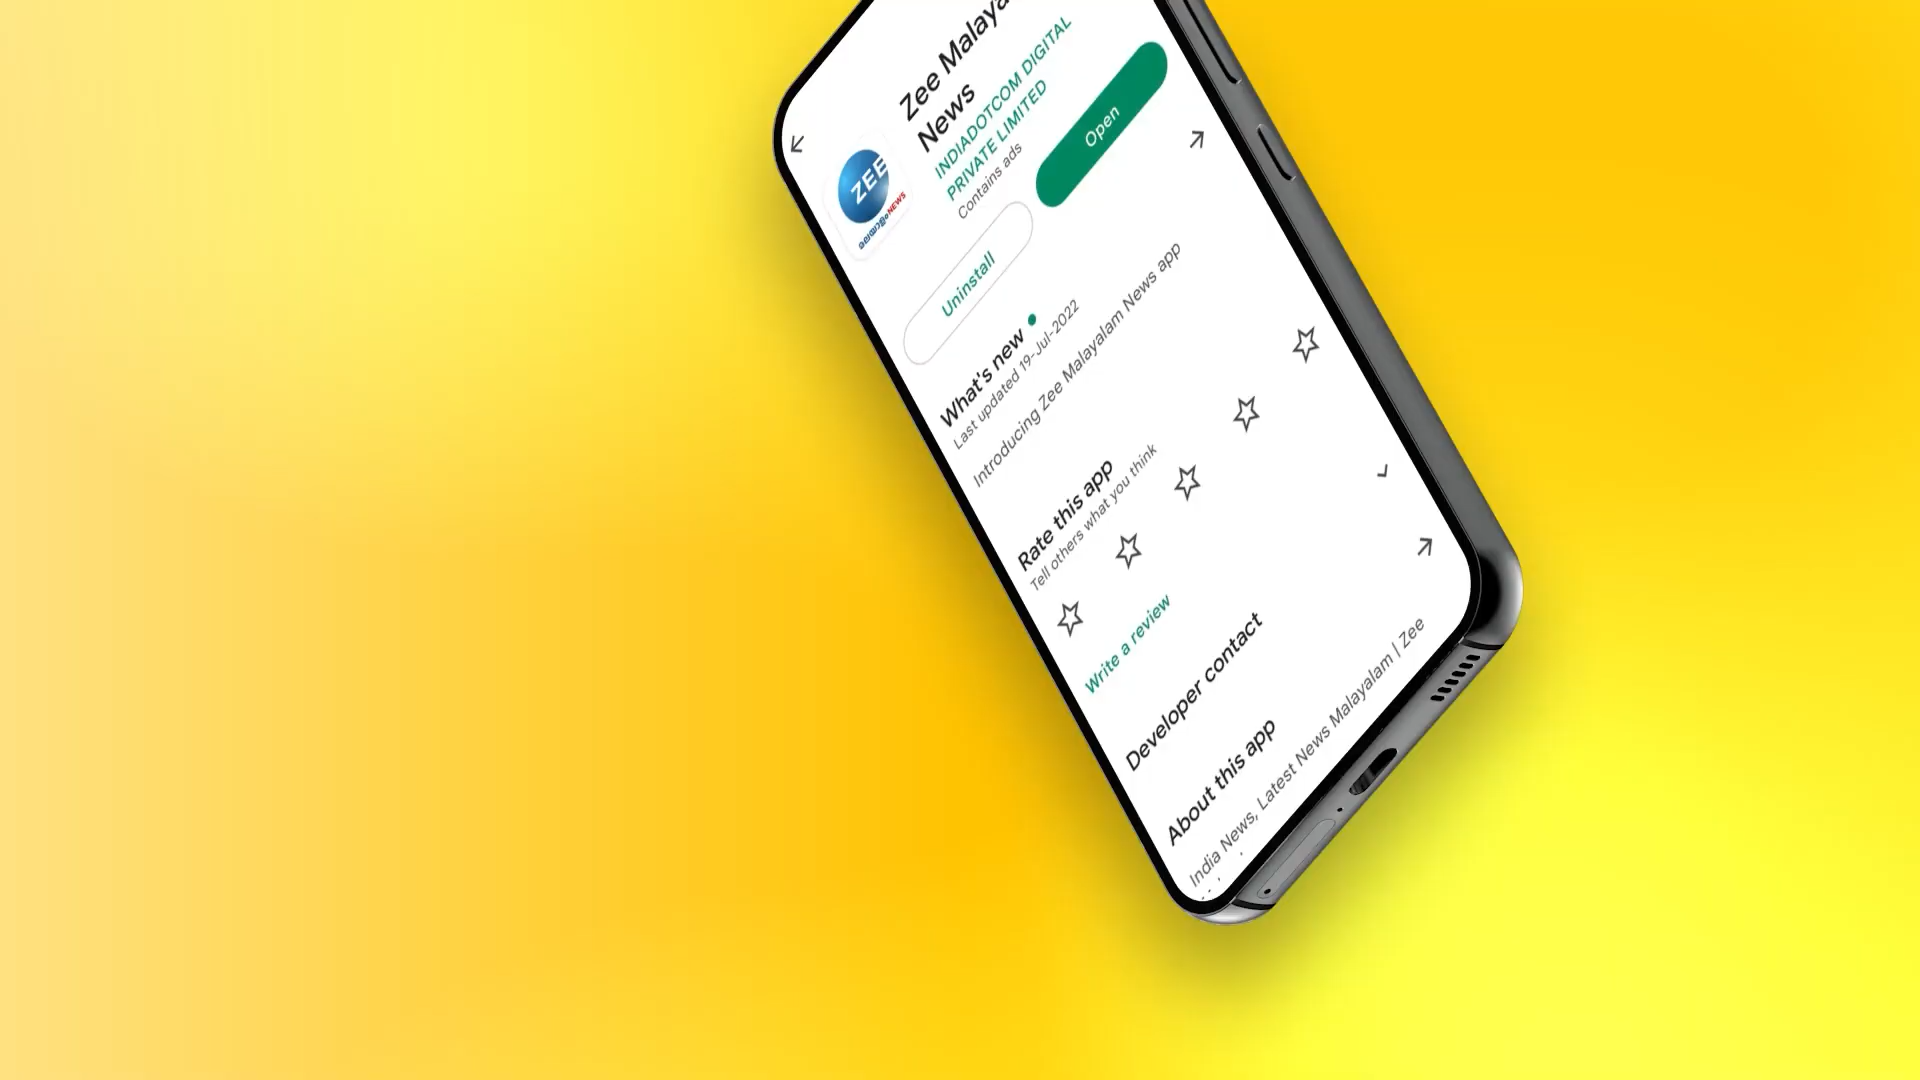 Zee Malaya
News
INDIADOTCOM DIGITAL
PRIVATE LIMITED
Contains ads
ZEE
മലയാളംNEWS
Uninstall
Open
What's new
Last updated 19-Jul-2022
Introducing Zee Malayalam News app
Rate this app
Tell others what you think
Write a review
Developer contact
About this app
India News, Latest News Malayalam | Zee